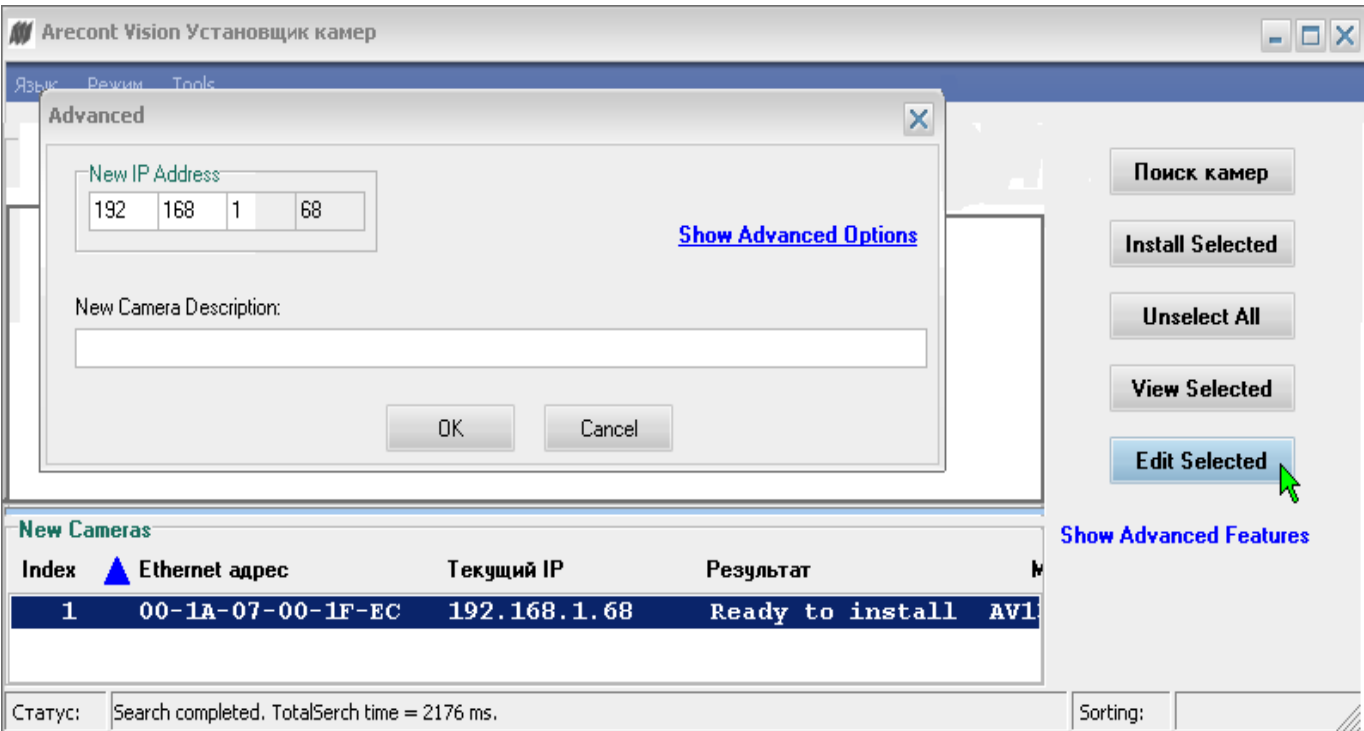 Arecont Vision Установщик камер
Язык Режим Tools
Advanced
New IP Address
192 168 1 68
Show Advanced Options
New Camera Description:
OK Cancel
Поиск камер
Install Selected
Unselect All
View Selected
Edit Selected
Show Advanced Features
New Cameras
Index Ethernet адрес Текущий IP Результат
1 00-1A-07-00-1F-EC 192.168.1.68 Ready to install AV1
Статус: Search completed. TotalSerch time = 2176 ms. Sorting: